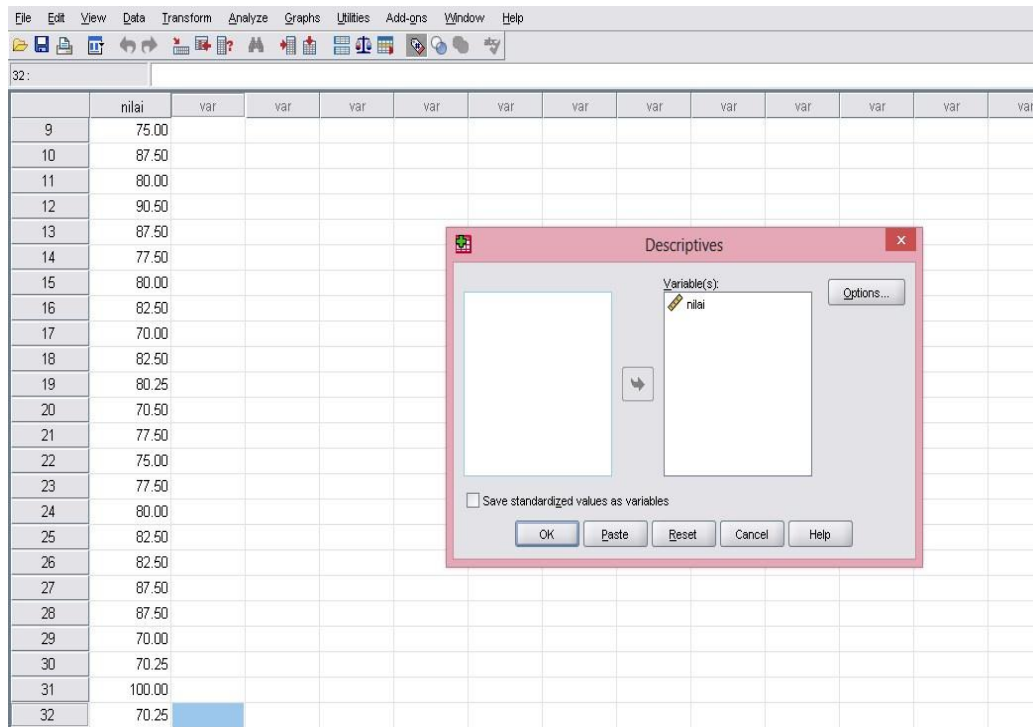 File Edit View Data Transform Analyze Graphs Utilities Add-ons Window Help
32 :
nilai var var var var var var var var var var var var
9 75.00
10 87.50
11 80.00
12 90.50
13 87.50
14 77.50
15 80.00
16 82.50
17 70.00
18 82.50
19 80.25
20 70.50
21 77.50
22 75.00
23 77.50
24 80.00
25 82.50
26 82.50
27 87.50
28 87.50
29 70.00
30 70.25
31 100.00
32 70.25
Descriptives
x
Variable(s):
nilai
Options...
Save standardized values as variables
OK Paste Reset Cancel Help